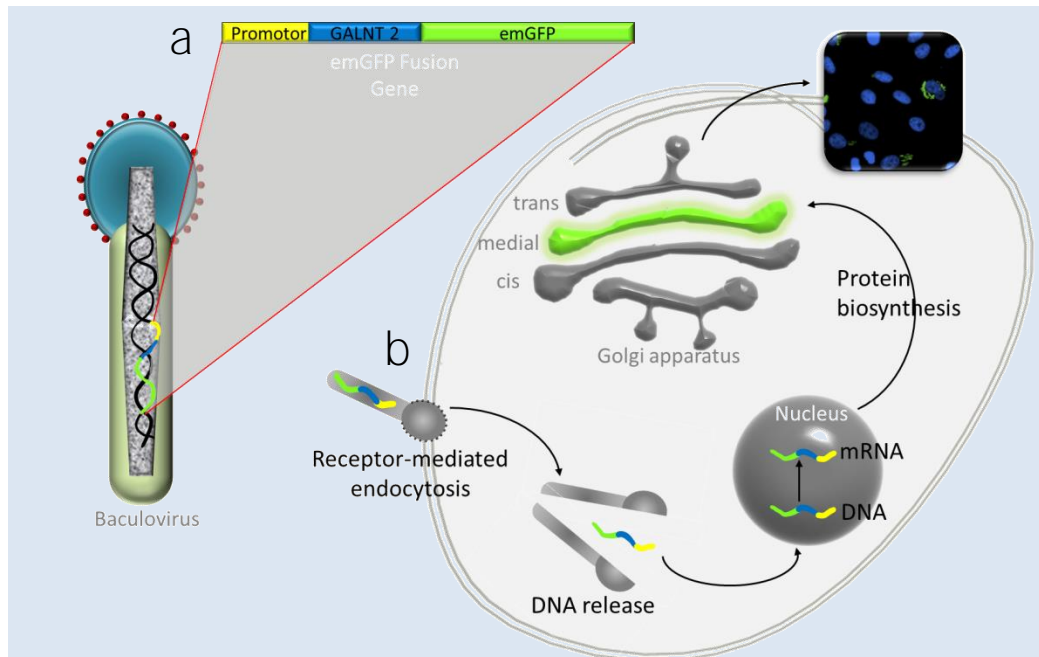 a
Promotor GALNT 2 emGFP
emGFP Fusion
Gene
trans
medial
cis
Golgi apparatus
Protein
biosynthesis
b
Nucleus
mRNA
DNA
Receptor-mediated
endocytosis
Baculovirus
DNA release